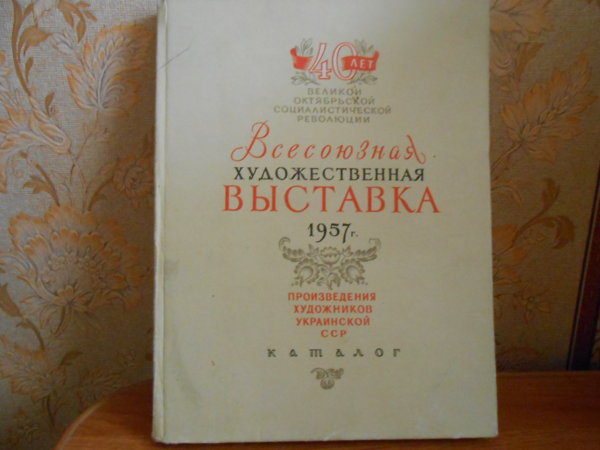 40 ЛЕТ
ВЕЛИКОЙ
ОКТЯБРЬСКОЙ
СОЦИАЛИСТИЧЕСКОЙ
РЕВОЛЮЦИИ
Всесоюзная
ХУДОЖЕСТВЕННАЯ
ВЫСТАВКА
1957г.
ПРОИЗВЕДЕНИЯ
ХУДОЖНИКОВ
УКРАИНСКОЙ
ССР
каталог